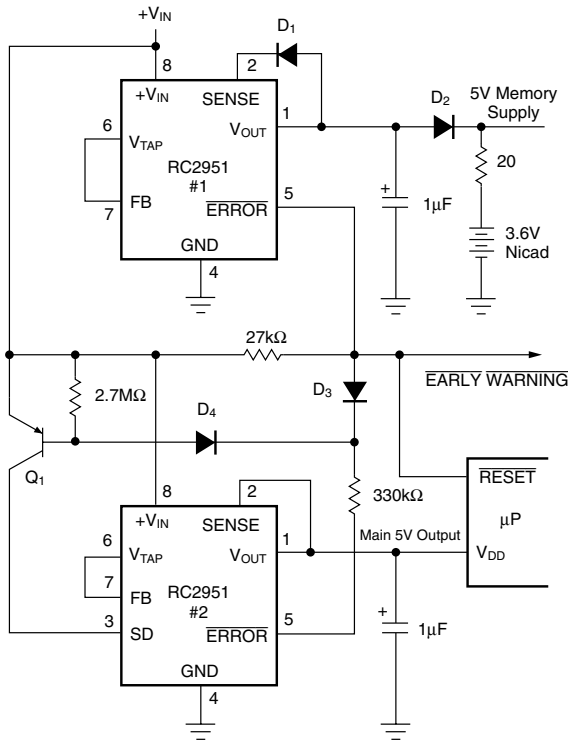 +VIN
D1
8
2
+VIN
SENSE
D2
5V Memory
Supply
6
VTAP
VOUT
1
RC2951
#1
20
7
FB
ERROR
5
+
1µF
3.6V
Nicad
GND
4
27kΩ
EARLY WARNING
2.7MΩ
D3
D4
Q1
8
2
330kΩ
RESET
+VIN
SENSE
µP
6
VTAP
VOUT
1
Main 5V Output
VDD
7
FB
RC2951
#2
3
SD
ERROR
5
+
1µF
GND
4